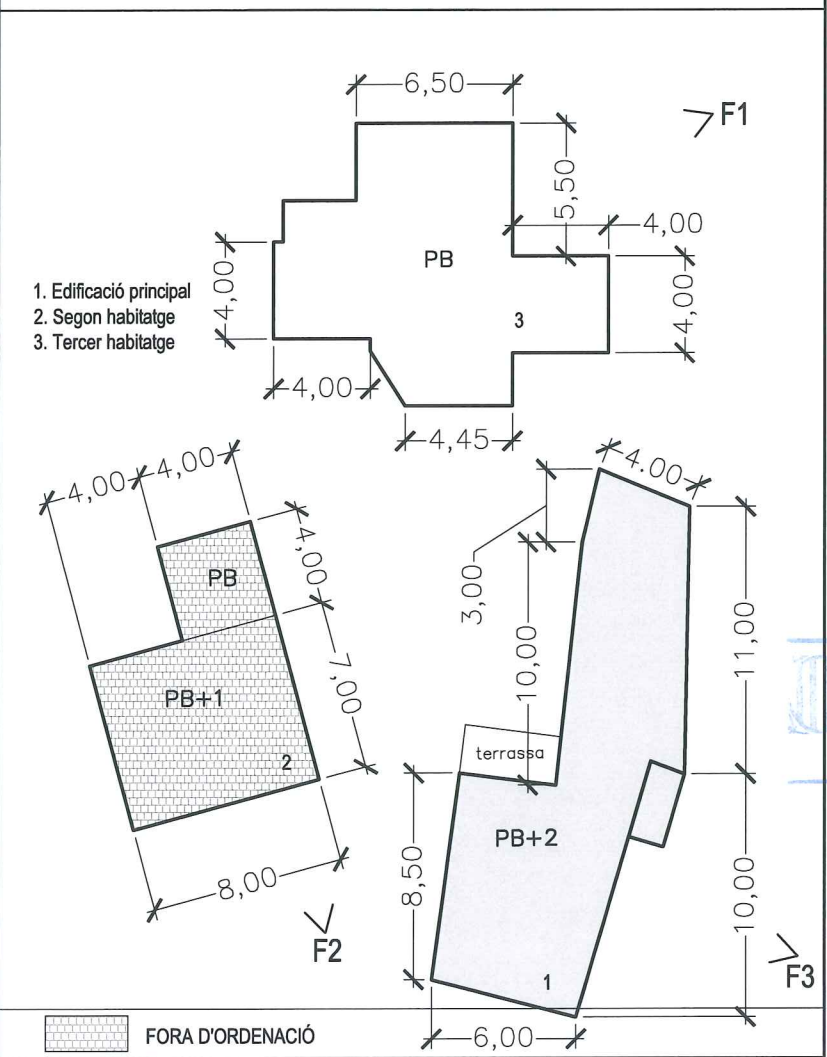 6,50
F1
5,50
4,00
PB
4,00
4,00
3
1. Edificació principal
2. Segon habitatge
3. Tercer habitatge
4,00
4,45
4,00
4,00
4.00
4,00
PB
3,00
7,00
10,00
11,00
PB+1
2
terrassa
PB+2
8,50
10,00
8,00
F2
1
F3
6,00
FORA D'ORDENACIÓ